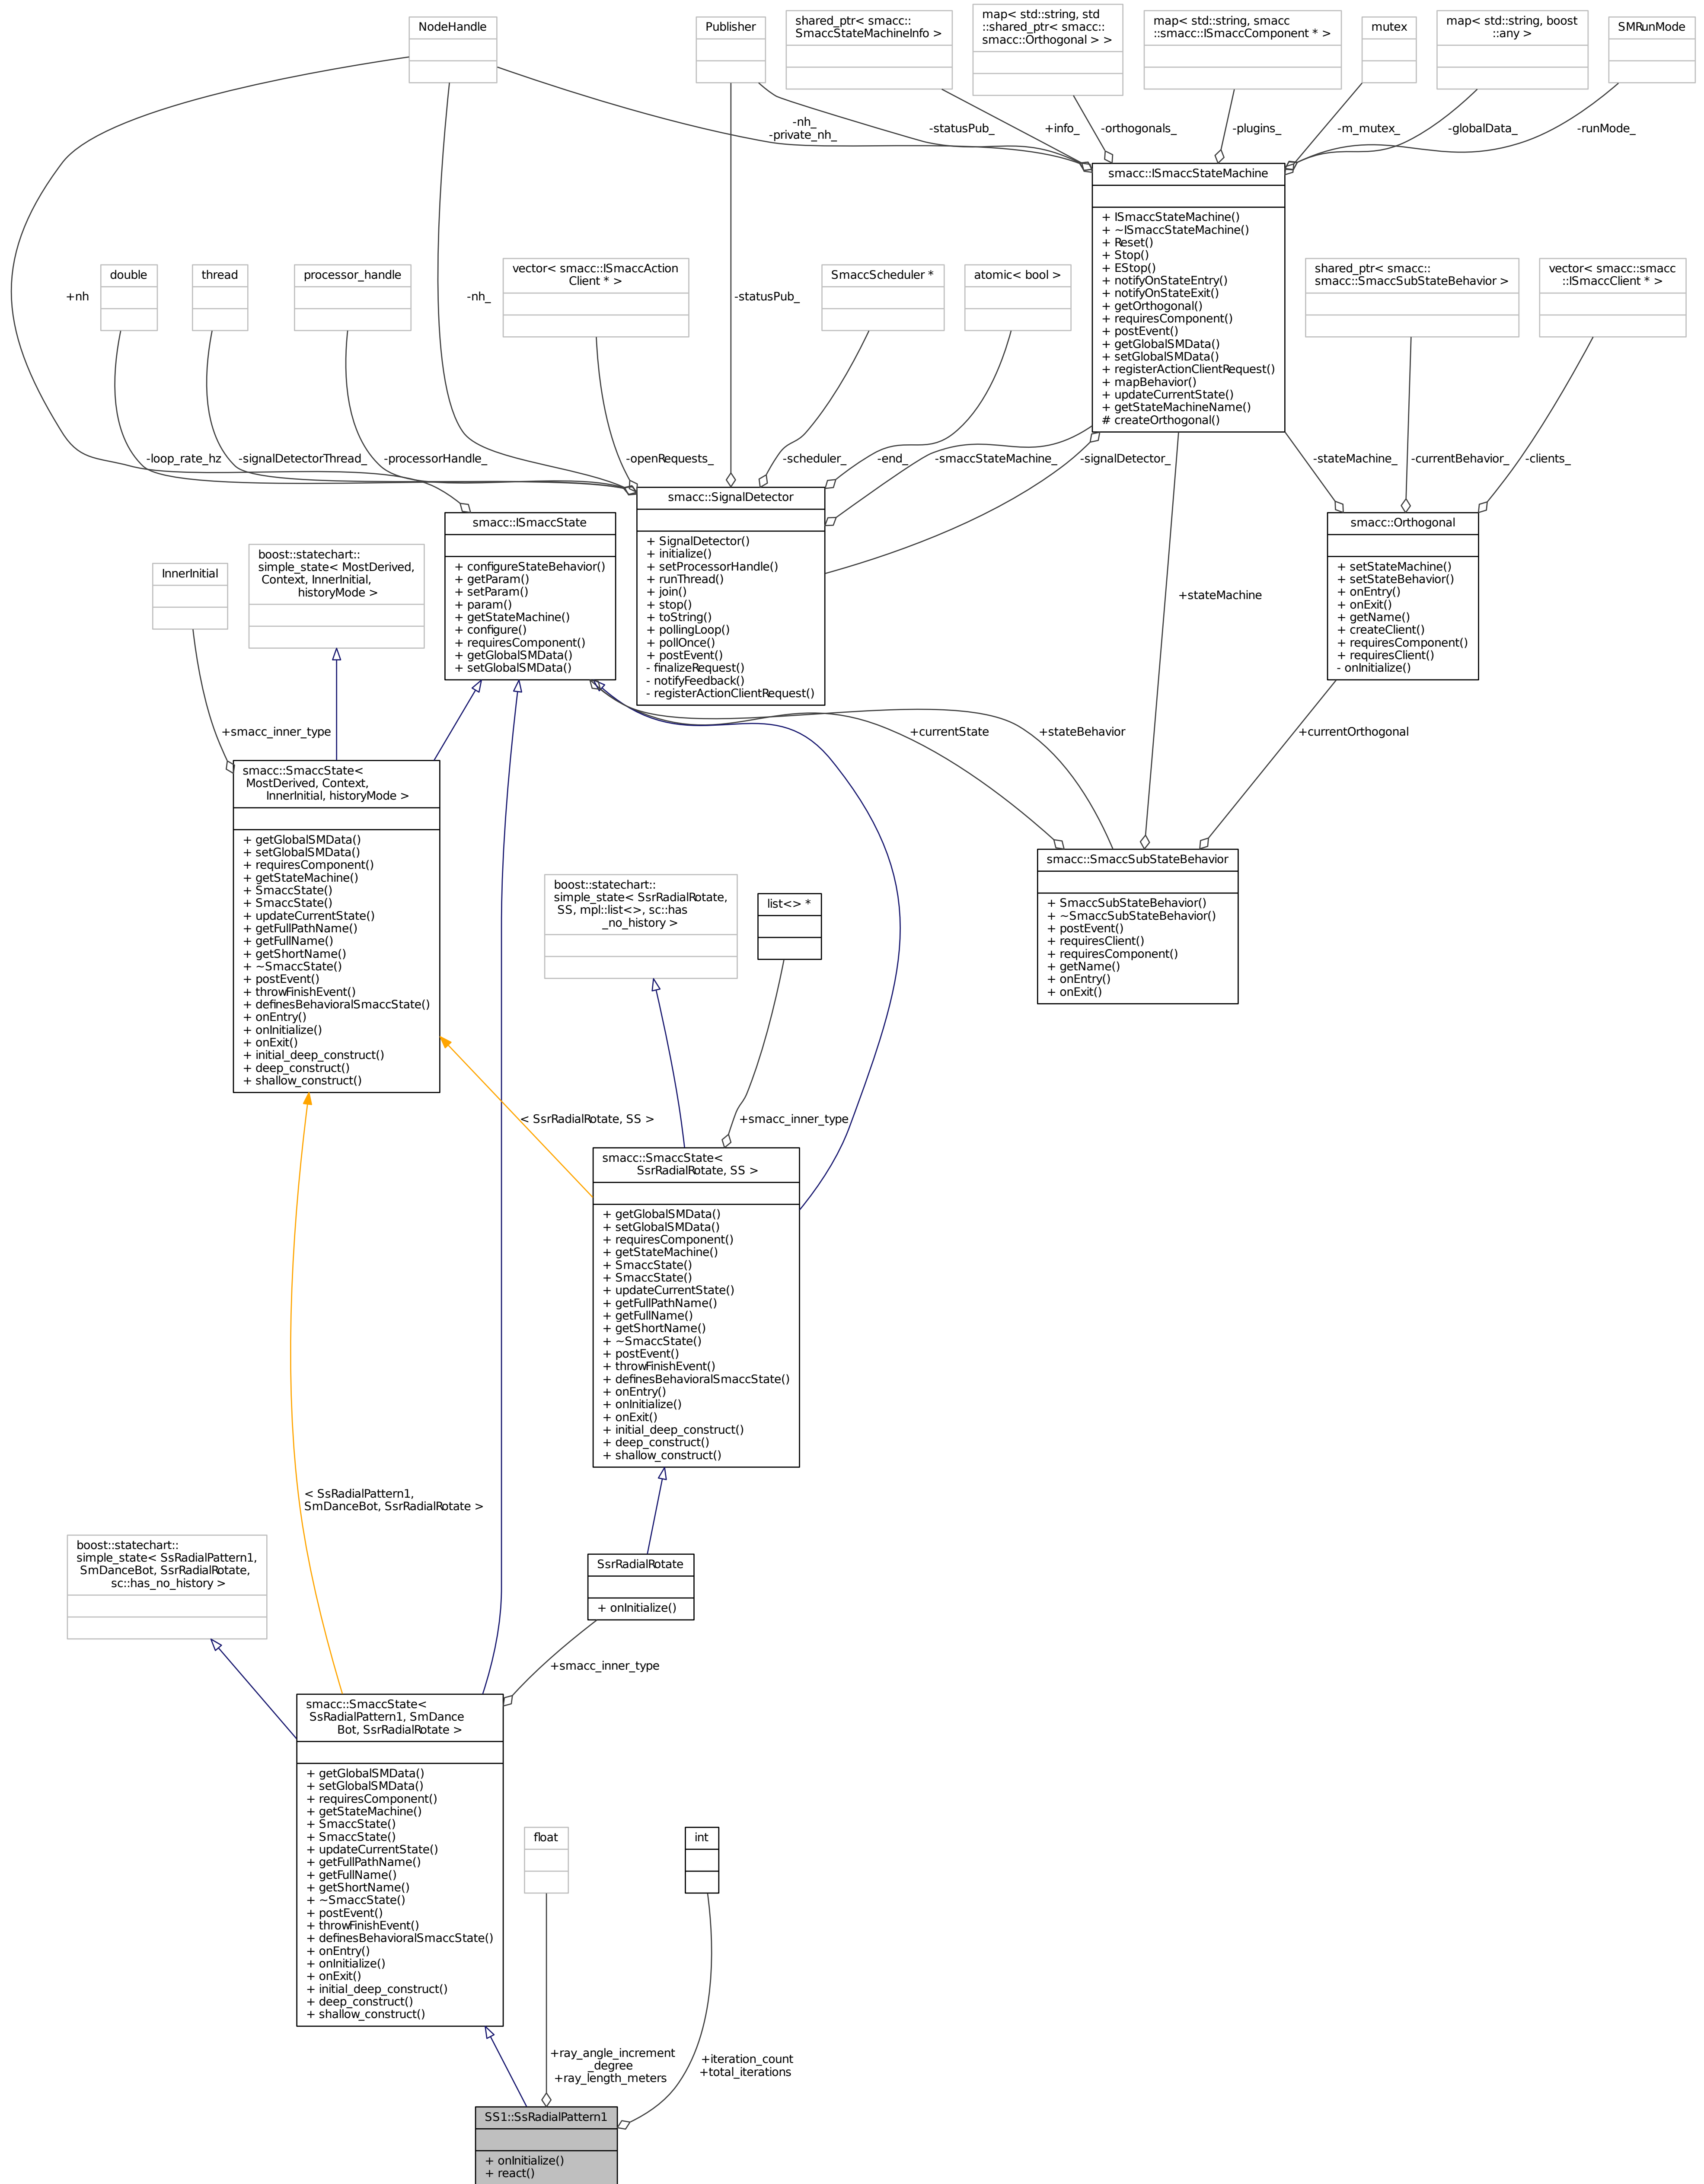 NodeHandle
Publisher
shared_ptr< smacc::
SmaccStateMachineInfo >
map< std::string, std
::shared_ptr< smacc::
smacc::Orthogonal > >
map< std::string, smacc
::smacc::ISmaccComponent * >
mutex
map< std::string, boost
::any >
SMRunMode
-nh_
-private_nh_
-statusPub_
+info_
-orthogonals_
-plugins_
-m_mutex_
-globalData_
-runMode_
smacc::ISmaccStateMachine
+ ISmaccStateMachine()
+ ~ISmaccStateMachine()
+ Reset()
+ Stop()
+ EStop()
+ notifyOnStateEntry()
+ notifyOnStateExit()
+ getOrthogonal()
+ requiresComponent()
+ postEvent()
+ getGlobalSMData()
+ setGlobalSMData()
+ registerActionClientRequest()
+ mapBehavior()
+ updateCurrentState()
+ getStateMachineName()
# createOrthogonal()
double
thread
processor_handle
vector< smacc::ISmaccAction
Client * >
SmaccScheduler *
atomic< bool >
shared_ptr< smacc::
smacc::SmaccSubStateBehavior >
vector< smacc::smacc
::ISmaccClient * >
+nh
-nh_
-statusPub_
-loop_rate_hz
-signalDetectorThread_
-processorHandle_
-openRequests_
-scheduler_
-end_
-smaccStateMachine_
-signalDetector_
-stateMachine_
-currentBehavior_
-clients_
smacc::SignalDetector
+ SignalDetector()
+ initialize()
+ setProcessorHandle()
+ runThread()
+ join()
+ stop()
+ toString()
+ pollingLoop()
+ pollOnce()
+ postEvent()
- finalizeRequest()
- notifyFeedback()
- registerActionClientRequest()
smacc::ISmaccState
+ configureStateBehavior()
+ getParam()
+ setParam()
+ param()
+ getStateMachine()
+ configure()
+ requiresComponent()
+ getGlobalSMData()
+ setGlobalSMData()
smacc::Orthogonal
+ setStateMachine()
+ setStateBehavior()
+ onEntry()
+ onExit()
+ getName()
+ createClient()
+ requiresComponent()
+ requiresClient()
- onInitialize()
InnerInitial
boost::statechart::
simple_state< MostDerived,
Context, InnerInitial,
historyMode >
+stateMachine
+smacc_inner_type
+currentState
+stateBehavior
+currentOrthogonal
smacc::SmaccState<
MostDerived, Context,
InnerInitial, historyMode >
+ getGlobalSMData()
+ setGlobalSMData()
+ requiresComponent()
+ getStateMachine()
+ SmaccState()
+ SmaccState()
+ updateCurrentState()
+ getFullPathName()
+ getFullName()
+ getShortName()
+ ~SmaccState()
+ postEvent()
+ throwFinishEvent()
+ definesBehavioralSmaccState()
+ onEntry()
+ onInitialize()
+ onExit()
+ initial_deep_construct()
+ deep_construct()
+ shallow_construct()
smacc::SmaccSubStateBehavior
+ SmaccSubStateBehavior()
+ ~SmaccSubStateBehavior()
+ postEvent()
+ requiresClient()
+ requiresComponent()
+ getName()
+ onEntry()
+ onExit()
boost::statechart::
simple_state< SsrRadialRotate,
SS, mpl::list<>, sc::has
_no_history >
list<> *
< SsrRadialRotate, SS >
+smacc_inner_type
smacc::SmaccState<
SsrRadialRotate, SS >
+ getGlobalSMData()
+ setGlobalSMData()
+ requiresComponent()
+ getStateMachine()
+ SmaccState()
+ SmaccState()
+ updateCurrentState()
+ getFullPathName()
+ getFullName()
+ getShortName()
+ ~SmaccState()
+ postEvent()
+ throwFinishEvent()
+ definesBehavioralSmaccState()
+ onEntry()
+ onInitialize()
+ onExit()
+ initial_deep_construct()
+ deep_construct()
+ shallow_construct()
< SsRadialPattern1,
SmDanceBot, SsrRadialRotate >
boost::statechart::
simple_state< SsRadialPattern1,
SmDanceBot, SsrRadialRotate,
sc::has_no_history >
SsrRadialRotate
+ onInitialize()
+smacc_inner_type
smacc::SmaccState<
SsRadialPattern1, SmDance
Bot, SsrRadialRotate >
+ getGlobalSMData()
+ setGlobalSMData()
+ requiresComponent()
+ getStateMachine()
+ SmaccState()
+ SmaccState()
+ updateCurrentState()
+ getFullPathName()
+ getFullName()
+ getShortName()
+ ~SmaccState()
+ postEvent()
+ throwFinishEvent()
+ definesBehavioralSmaccState()
+ onEntry()
+ onInitialize()
+ onExit()
+ initial_deep_construct()
+ deep_construct()
+ shallow_construct()
float
int
+ray_angle_increment
_degree
+ray_length_meters
+iteration_count
+total_iterations
SS1::SsRadialPattern1
+ onInitialize()
+ react()